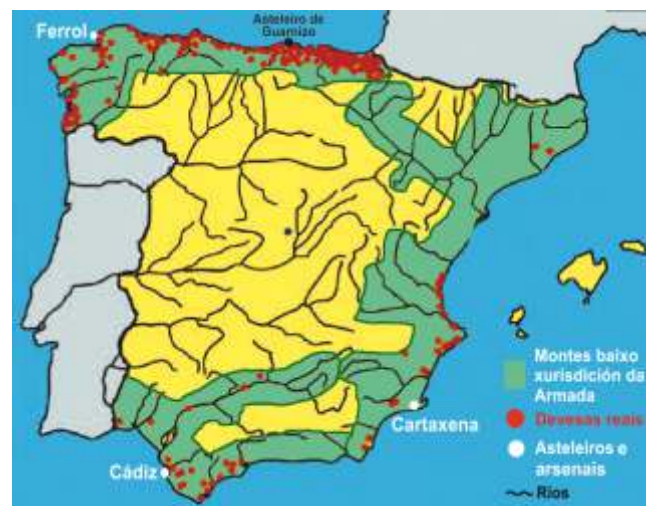 Ferrol
Asteleiro de
Guarnizo
Montes baixo
xurisdición da
Armada
Devesas reais
Cartaxena
Asteleiros e
arsenais
Cádiz
Ríos